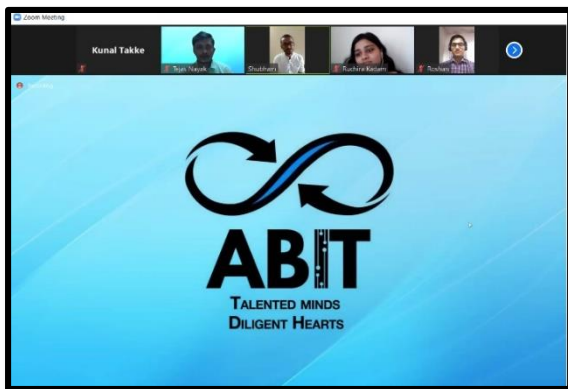 Zoom Meeting
Kunal Takke
Tejas Nayak
Shubham
Ruchira Kadam
Roshan
ABIT
TALENTED MINDS
DILIGENT HEARTS